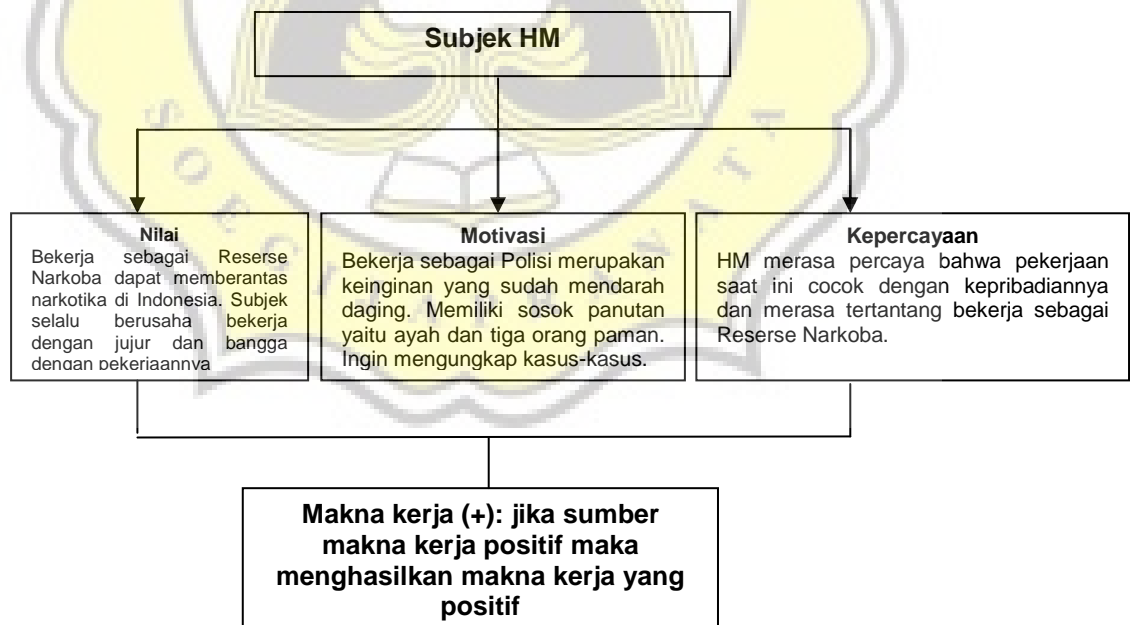 Subjek HM
Nilai
Bekerja sebagai Reserse
Narkoba dapat memberantas
narkotika di Indonesia. Subjek
selalu berusaha bekerja
dengan jujur dan bangga
dengan pekerjaannya
Motivasi
Bekerja sebagai Polisi merupakan
keinginan yang sudah mendarah
daging. Memiliki sosok panutan
yaitu ayah dan tiga orang paman.
Ingin mengungkap kasus-kasus.
Kepercayaan
HM merasa percaya bahwa pekerjaan
saat ini cocok dengan kepribadiannya
dan merasa tertantang bekerja sebagai
Reserse Narkoba.
Makna kerja (+): jika sumber
makna kerja positif maka
menghasilkan makna kerja yang
positif
SOEGIJAPRANATA